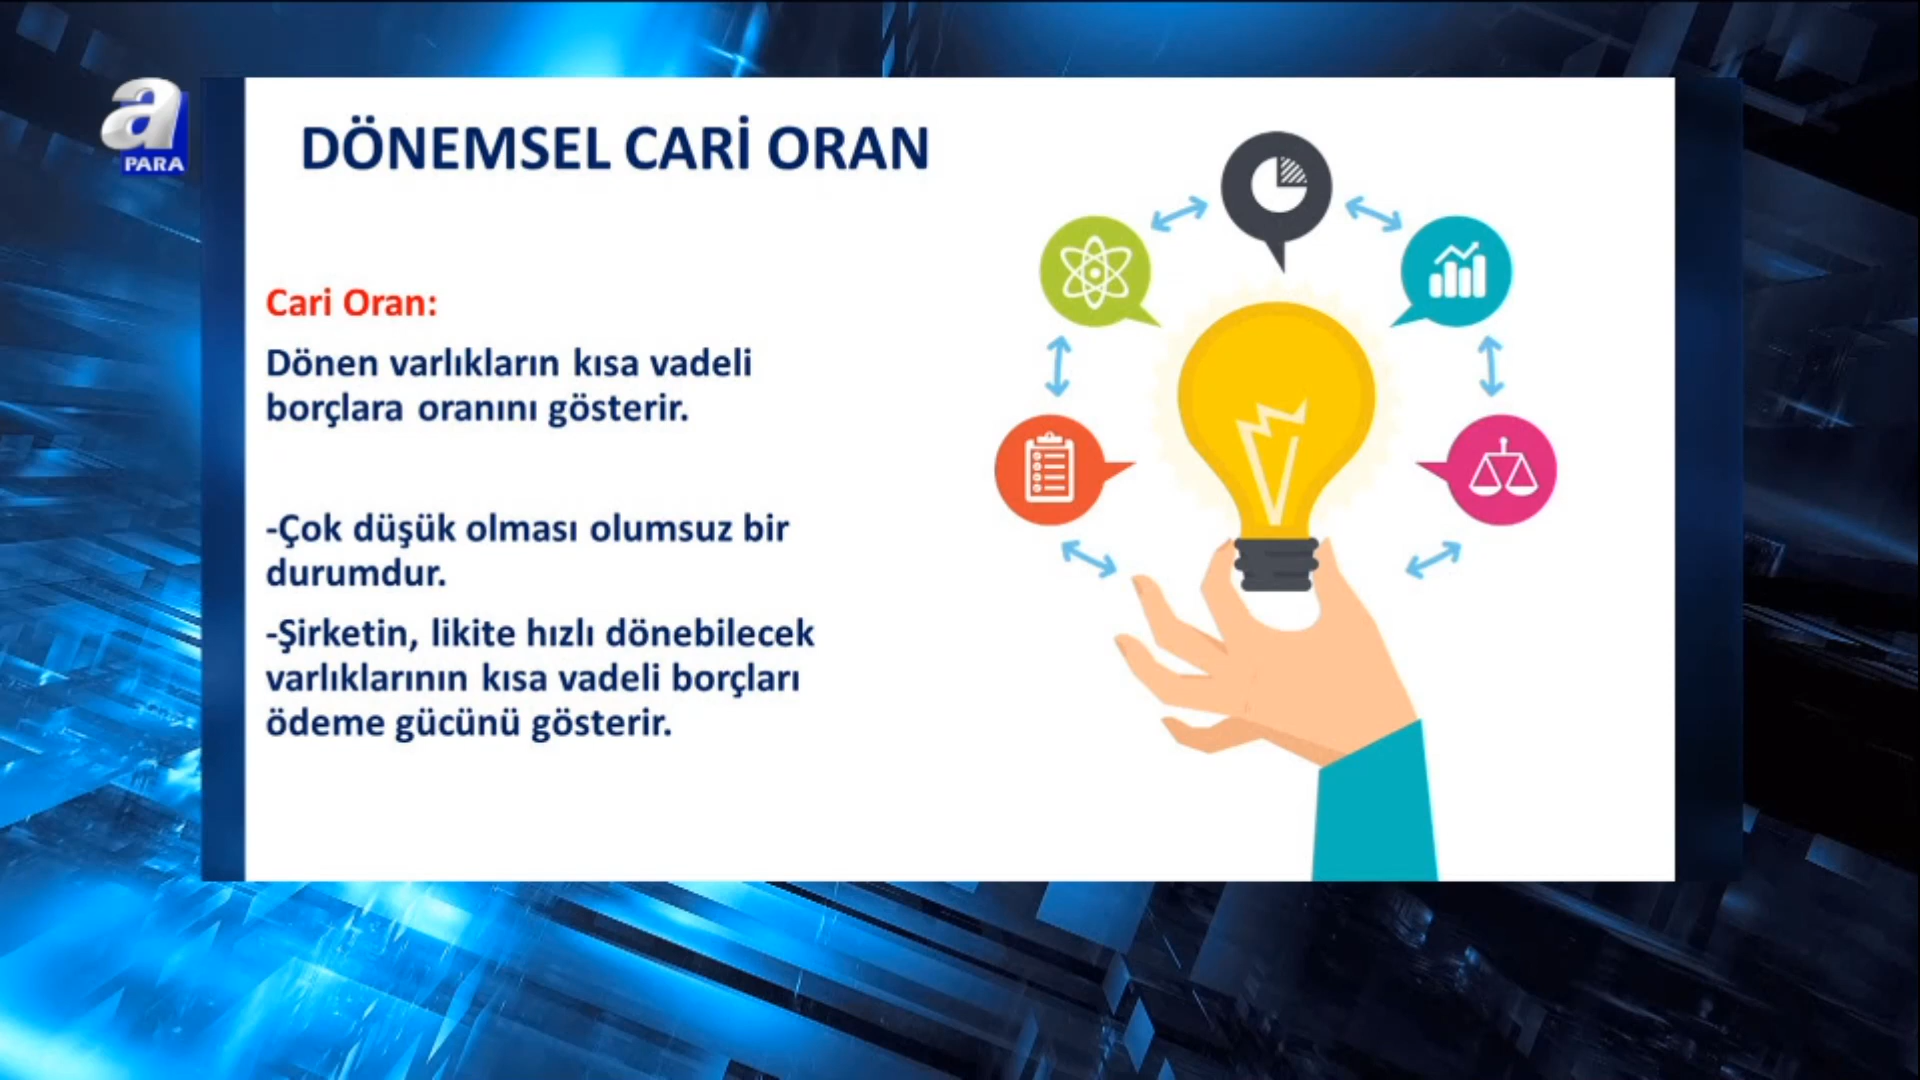 a
PARA
DÖNEMSEL CARİ ORAN
Cari Oran:
Dönen varlıkların kısa vadeli
borçlara oranını gösterir.
-Çok düşük olması olumsuz bir
durumdur.
-Şirketin, likite hızlı dönebilecek
varlıklarının kısa vadeli borçları
ödeme gücünü gösterir.